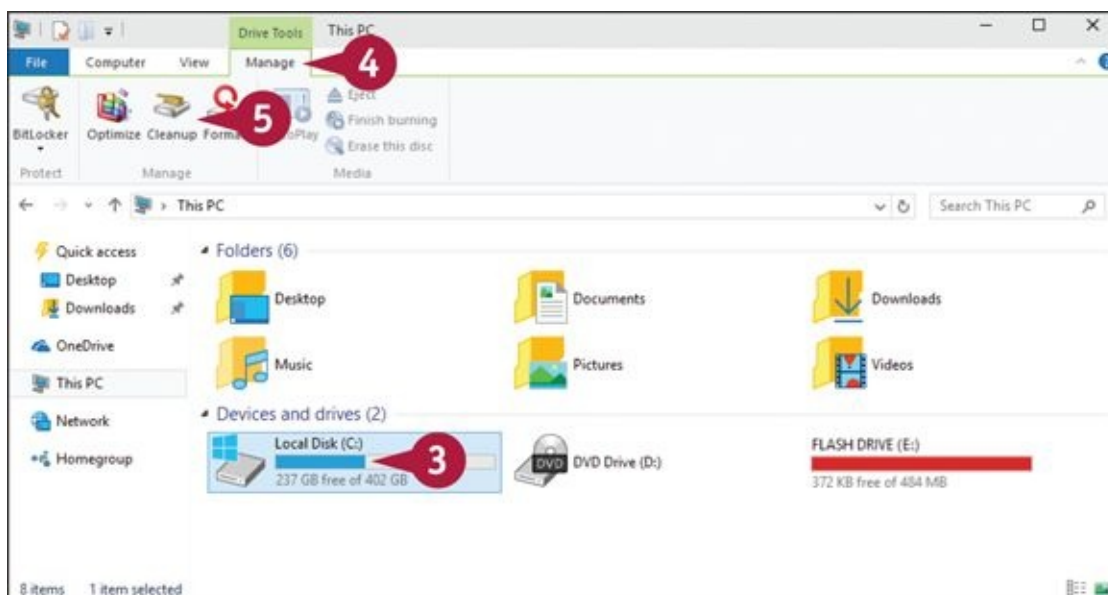 Drive Tools This PC
File Computer View Manage 4
5
BitLocker Optimize Cleanup
Eject
Finish burning
Erase this disc
Protect Manage Media
This PC Search This PC
Quick access
Desktop
Downloads
OneDrive
This PC
Network
Homegroup
Folders (6)
Desktop Documents Downloads
Music Pictures Videos
Devices and drives (2)
Local Disk (C:)
3
237 GB free of 402 GB
DVD
DVD Drive (D:)
FLASH DRIVE (E:)
372 KB free of 484 MB
8 items 1 item selected